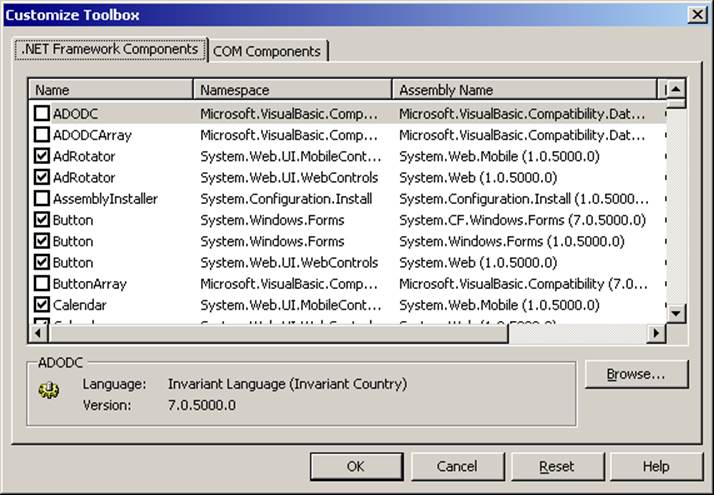 Customize Toolbox
.NET Framework Components COM Components
Name Namespace Assembly Name
ADODC Microsoft.VisualBasic.Comp... Microsoft.VisualBasic.Compatibility.Dat...
ADODCArray Microsoft.VisualBasic.Comp... Microsoft.VisualBasic.Compatibility.Dat...
AdRotator System.Web.UI.MobileCont... System.Web.Mobile (1.0.5000.0)
AdRotator System.Web.UI.WebControls System.Web (1.0.5000.0)
AssemblyInstaller System.Configuration.Install System.Configuration.Install (1.0.5000....
Button System.Windows.Forms System.CF.Windows.Forms (7.0.5000.0)
Button System.Windows.Forms System.Windows.Forms (1.0.5000.0)
Button System.Web.UI.WebControls System.Web (1.0.5000.0)
ButtonArray Microsoft.VisualBasic.Comp... Microsoft.VisualBasic.Compatibility (7.0...
Calendar System.Web.UI.MobileCont... System.Web.Mobile (1.0.5000.0)
ADODC
Language: Invariant Language (Invariant Country)
Version: 7.0.5000.0
Browse...
OK Cancel Reset Help